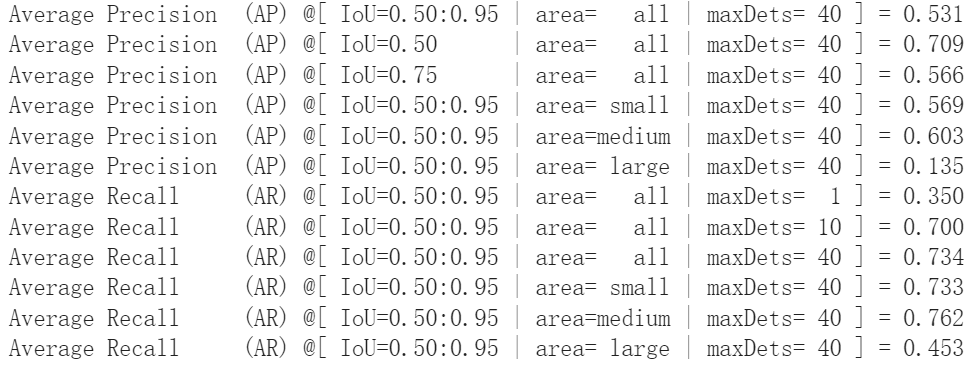 Average Precision  (AP) @[ IoU=0.50:0.95 | area=   all | maxDets= 40 ] = 0.531
Average Precision  (AP) @[ IoU=0.50      | area=   all | maxDets= 40 ] = 0.709
Average Precision  (AP) @[ IoU=0.75      | area=   all | maxDets= 40 ] = 0.566
Average Precision  (AP) @[ IoU=0.50:0.95 | area= small | maxDets= 40 ] = 0.569
Average Precision  (AP) @[ IoU=0.50:0.95 | area=medium | maxDets= 40 ] = 0.603
Average Precision  (AP) @[ IoU=0.50:0.95 | area= large | maxDets= 40 ] = 0.135
Average Recall     (AR) @[ IoU=0.50:0.95 | area=   all | maxDets=  1 ] = 0.350
Average Recall     (AR) @[ IoU=0.50:0.95 | area=   all | maxDets= 10 ] = 0.700
Average Recall     (AR) @[ IoU=0.50:0.95 | area=   all | maxDets= 40 ] = 0.734
Average Recall     (AR) @[ IoU=0.50:0.95 | area= small | maxDets= 40 ] = 0.733
Average Recall     (AR) @[ IoU=0.50:0.95 | area=medium | maxDets= 40 ] = 0.762
Average Recall     (AR) @[ IoU=0.50:0.95 | area= large | maxDets= 40 ] = 0.453